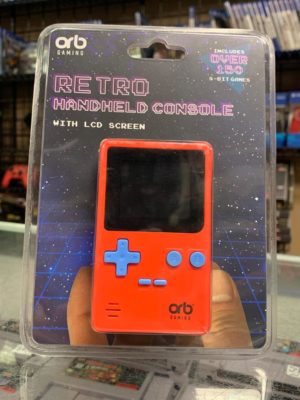 orb
GAMING
INCLUDES
OVER
150
8-BIT GAMES
RETRO
HANDHELD CONSOLE
WITH LCD SCREEN
orb
GAMING